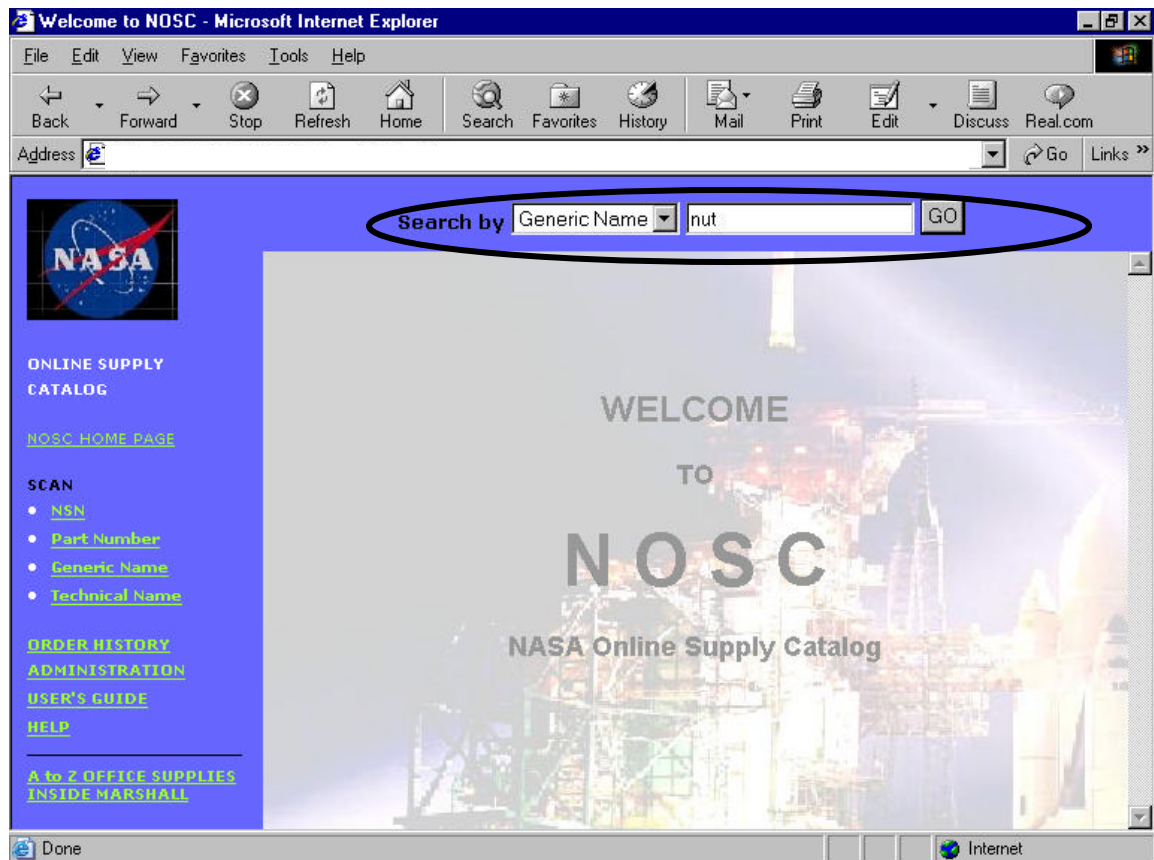 Welcome to NOSC - Microsoft Internet Explorer
File Edit View Favorites Tools Help
Back Forward Stop Refresh Home Search Favorites History Mail Print Edit Discuss Real.com
Address Go Links »
Search by Generic Name nut GO
NASA
ONLINE SUPPLY
CATALOG
NOSC HOME PAGE
SCAN
• NSN
• Part Number
• Generic Name
• Technical Name
ORDER HISTORY
ADMINISTRATION
USER'S GUIDE
HELP
A to Z OFFICE SUPPLIES
INSIDE MARSHALL
WELCOME
TO
N O S C
NASA Online Supply Catalog
Done Internet